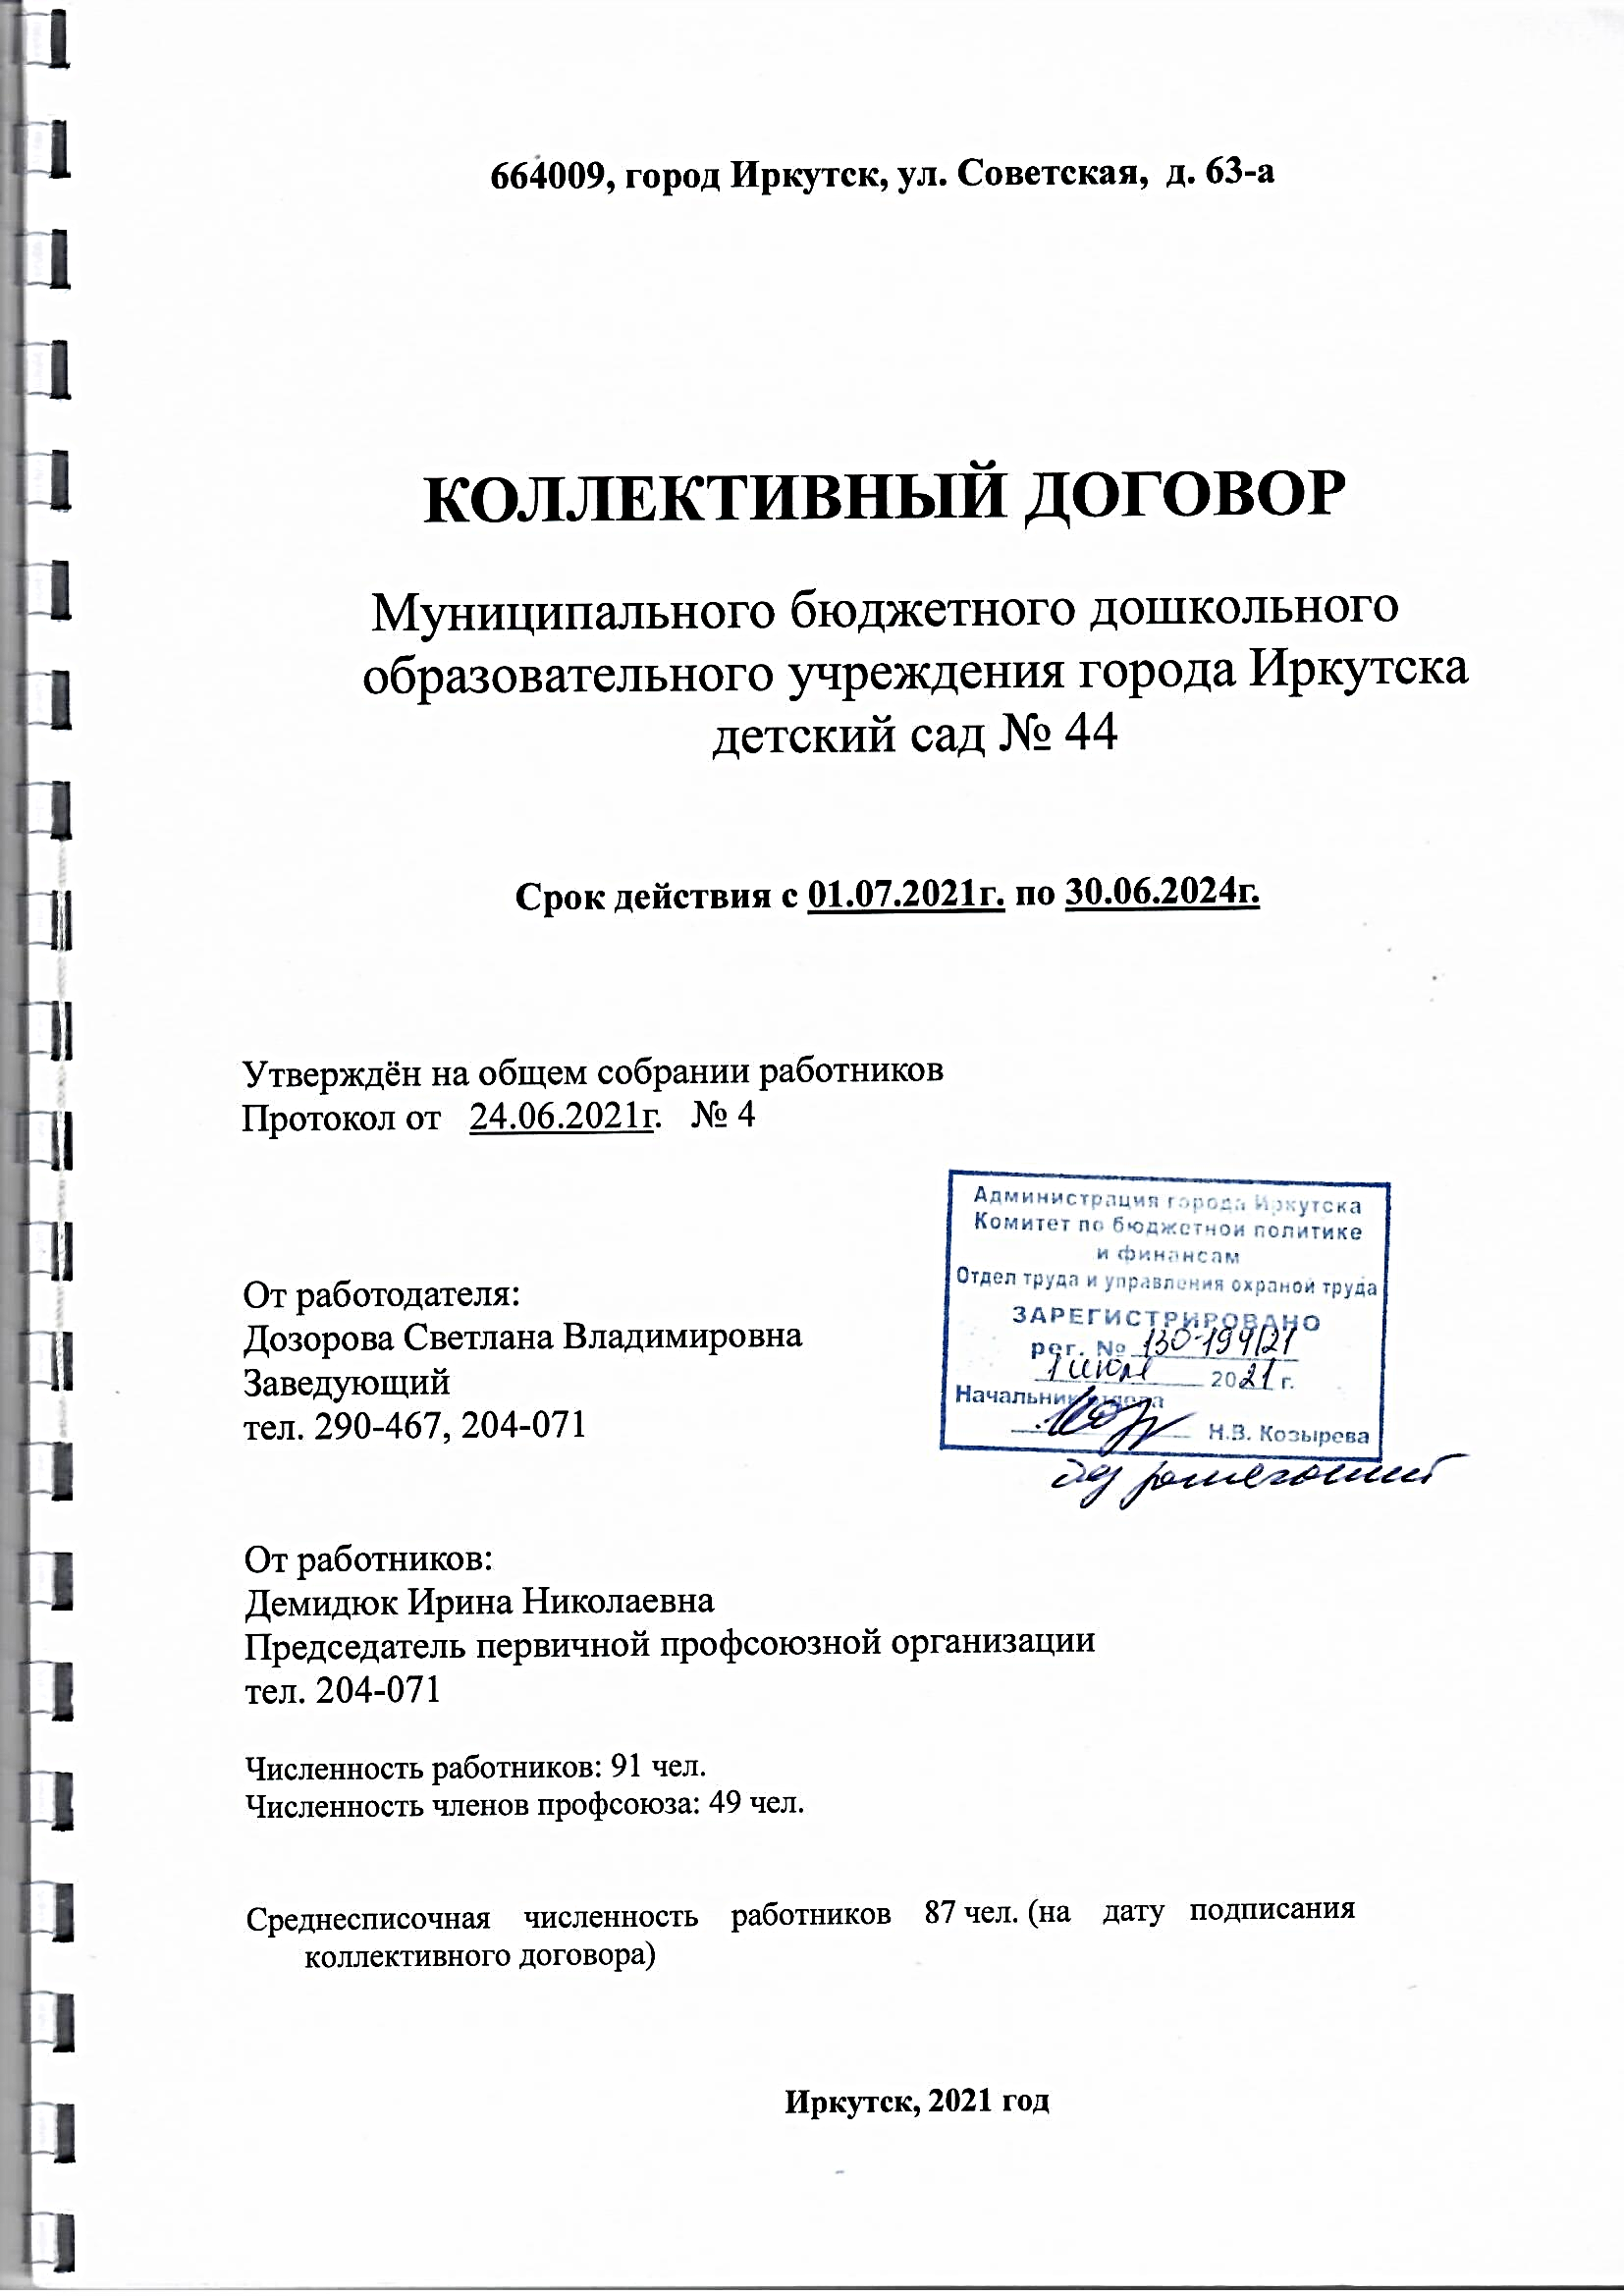 664009, город Иркутск, ул. Советская, д. 63-а
КОЛЛЕКТИВНЫЙ ДОГОВОР
Муниципального бюджетного дошкольного
образовательного учреждения города Иркутска
детский сад № 44
Срок действия с 01.07.2021г. по 30.06.2024г.
Утверждён на общем собрании работников
Протокол от 24.06.2021г. № 4
Администрация города Иркутска
Комитет по бюджетной политике
и финансам
Отдел труда и управления охраной труда
ЗАРЕГИСТРИРОВАНО
рег. № 130-194/21
1 июля 2021 г.
Начальник отдела
Н.В. Козырева
От работодателя:
Дозорова Светлана Владимировна
Заведующий
тел. 290-467, 204-071
От работников:
Демидюк Ирина Николаевна
Председатель первичной профсоюзной организации
тел. 204-071
Численность работников: 91 чел.
Численность членов профсоюза: 49 чел.
Среднесписочная численность работников 87 чел. (на дату подписания
коллективного договора)
Иркутск, 2021 год